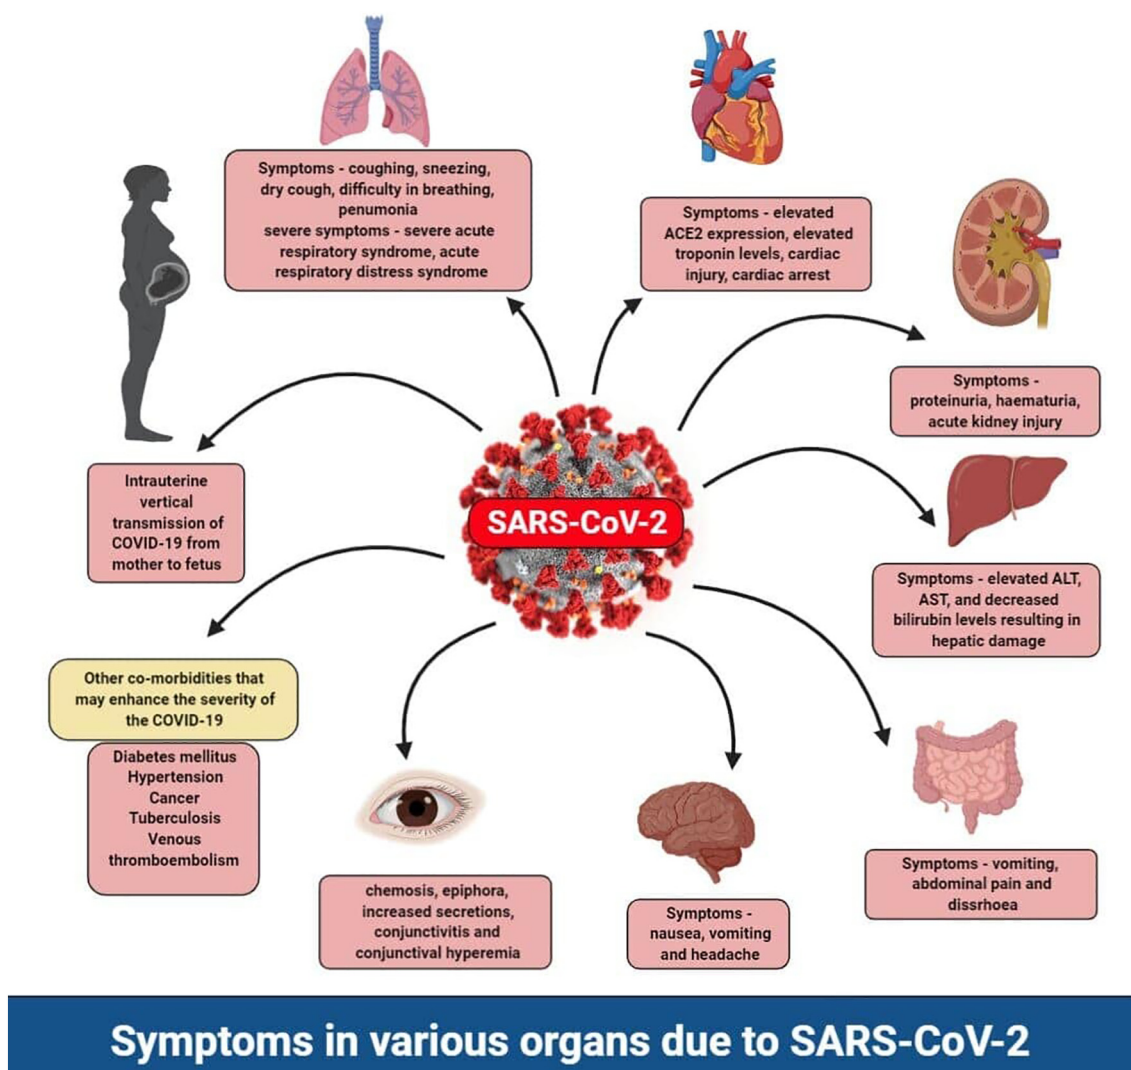 Symptoms - coughing, sneezing,
dry cough, difficulty in breathing,
penumonia
severe symptoms - severe acute
respiratory syndrome, acute
respiratory distress syndrome
Symptoms - elevated
ACE2 expression, elevated
troponin levels, cardiac
injury, cardiac arrest
Symptoms -
proteinuria, haematuria,
acute kidney injury
Intrauterine
vertical
transmission of
COVID-19 from
mother to fetus
SARS-CoV-2
Symptoms - elevated ALT,
AST, and decreased
bilirubin levels resulting in
hepatic damage
Other co-morbidities that
may enhance the severity of
the COVID-19
Diabetes mellitus
Hypertension
Cancer
Tuberculosis
Venous
thromboembolism
chemosis, epiphora,
increased secretions,
conjunctivitis and
conjunctival hyperemia
Symptoms -
nausea, vomiting
and headache
Symptoms - vomiting,
abdominal pain and
dissrhoea
Symptoms in various organs due to SARS-CoV-2